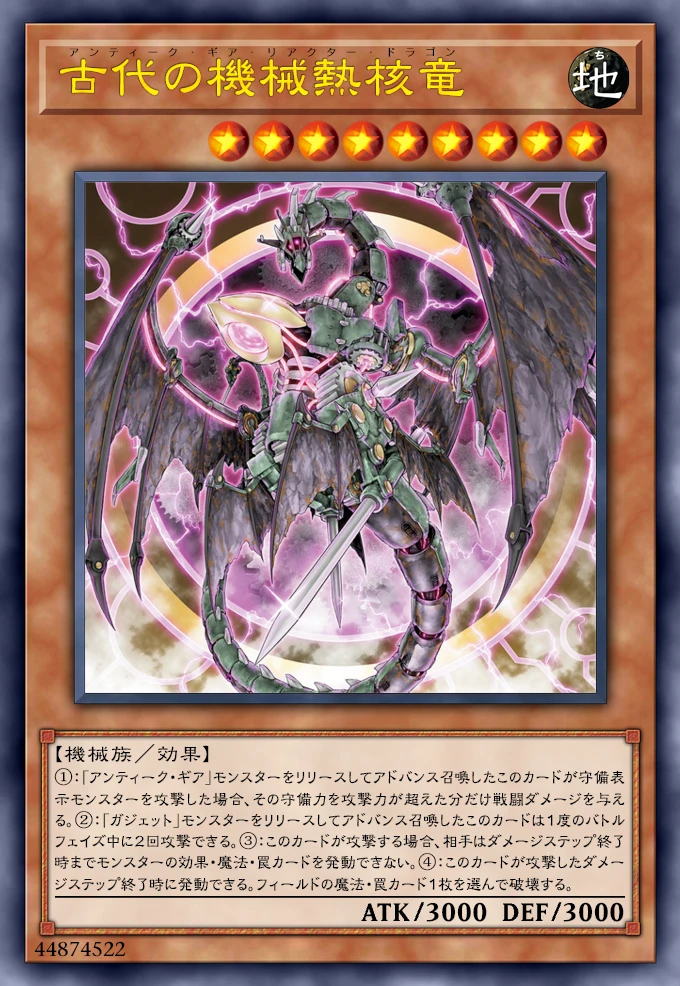 アンティーク・ギア・リアクター・ドラゴン
古代の機械熱核竜
ち
地
【機械族／効果】
①：「アンティーク・ギア」モンスターをリリースしてアドバンス召喚したこのカードが守備表
示モンスターを攻撃した場合、その守備力を攻撃力が超えた分だけ戦闘ダメージを与え
る。②：「ガジェット」モンスターをリリースしてアドバンス召喚したこのカードは１度のバトル
フェイズ中に２回攻撃できる。③：このカードが攻撃する場合、相手はダメージステップ終了
時までモンスターの効果・魔法・罠カードを発動できない。④：このカードが攻撃したダメー
ジステップ終了時に発動できる。フィールドの魔法・罠カード１枚を選んで破壊する。
ATK/3000 DEF/3000
44874522